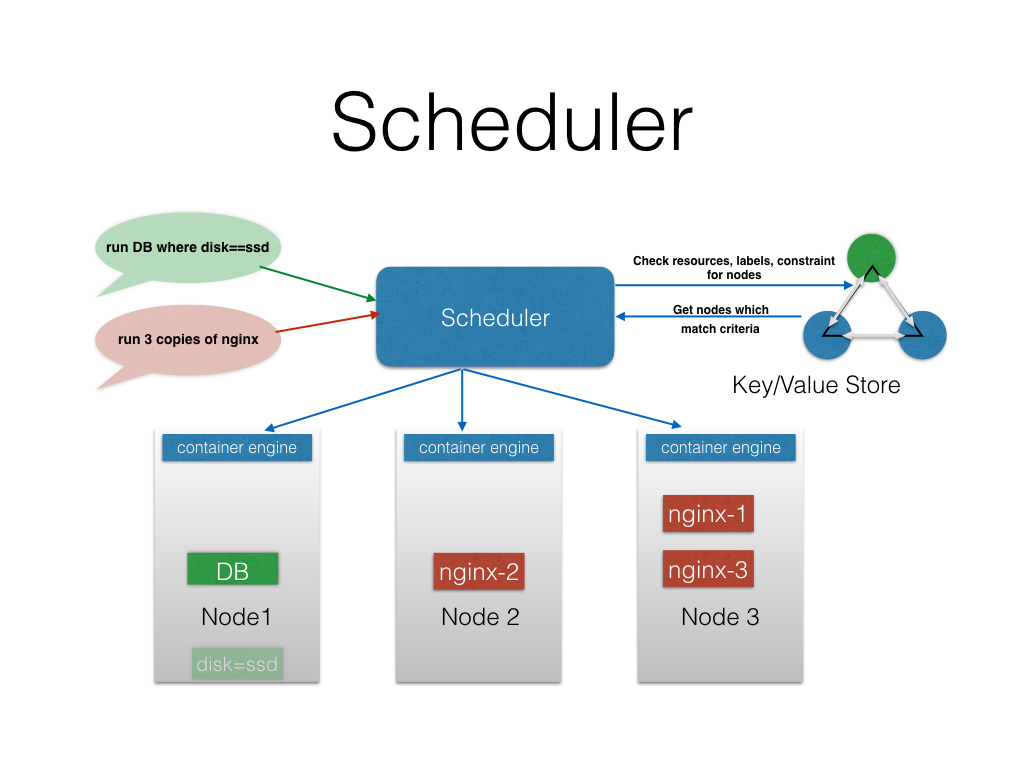 Scheduler
run DB where disk==ssd
run 3 copies of nginx
Scheduler
Check resources, labels, constraint
for nodes
Get nodes which
match criteria
Key/Value Store
container engine
container engine
container engine
nginx-1
DB
nginx-2
nginx-3
Node1
Node 2
Node 3
disk=ssd